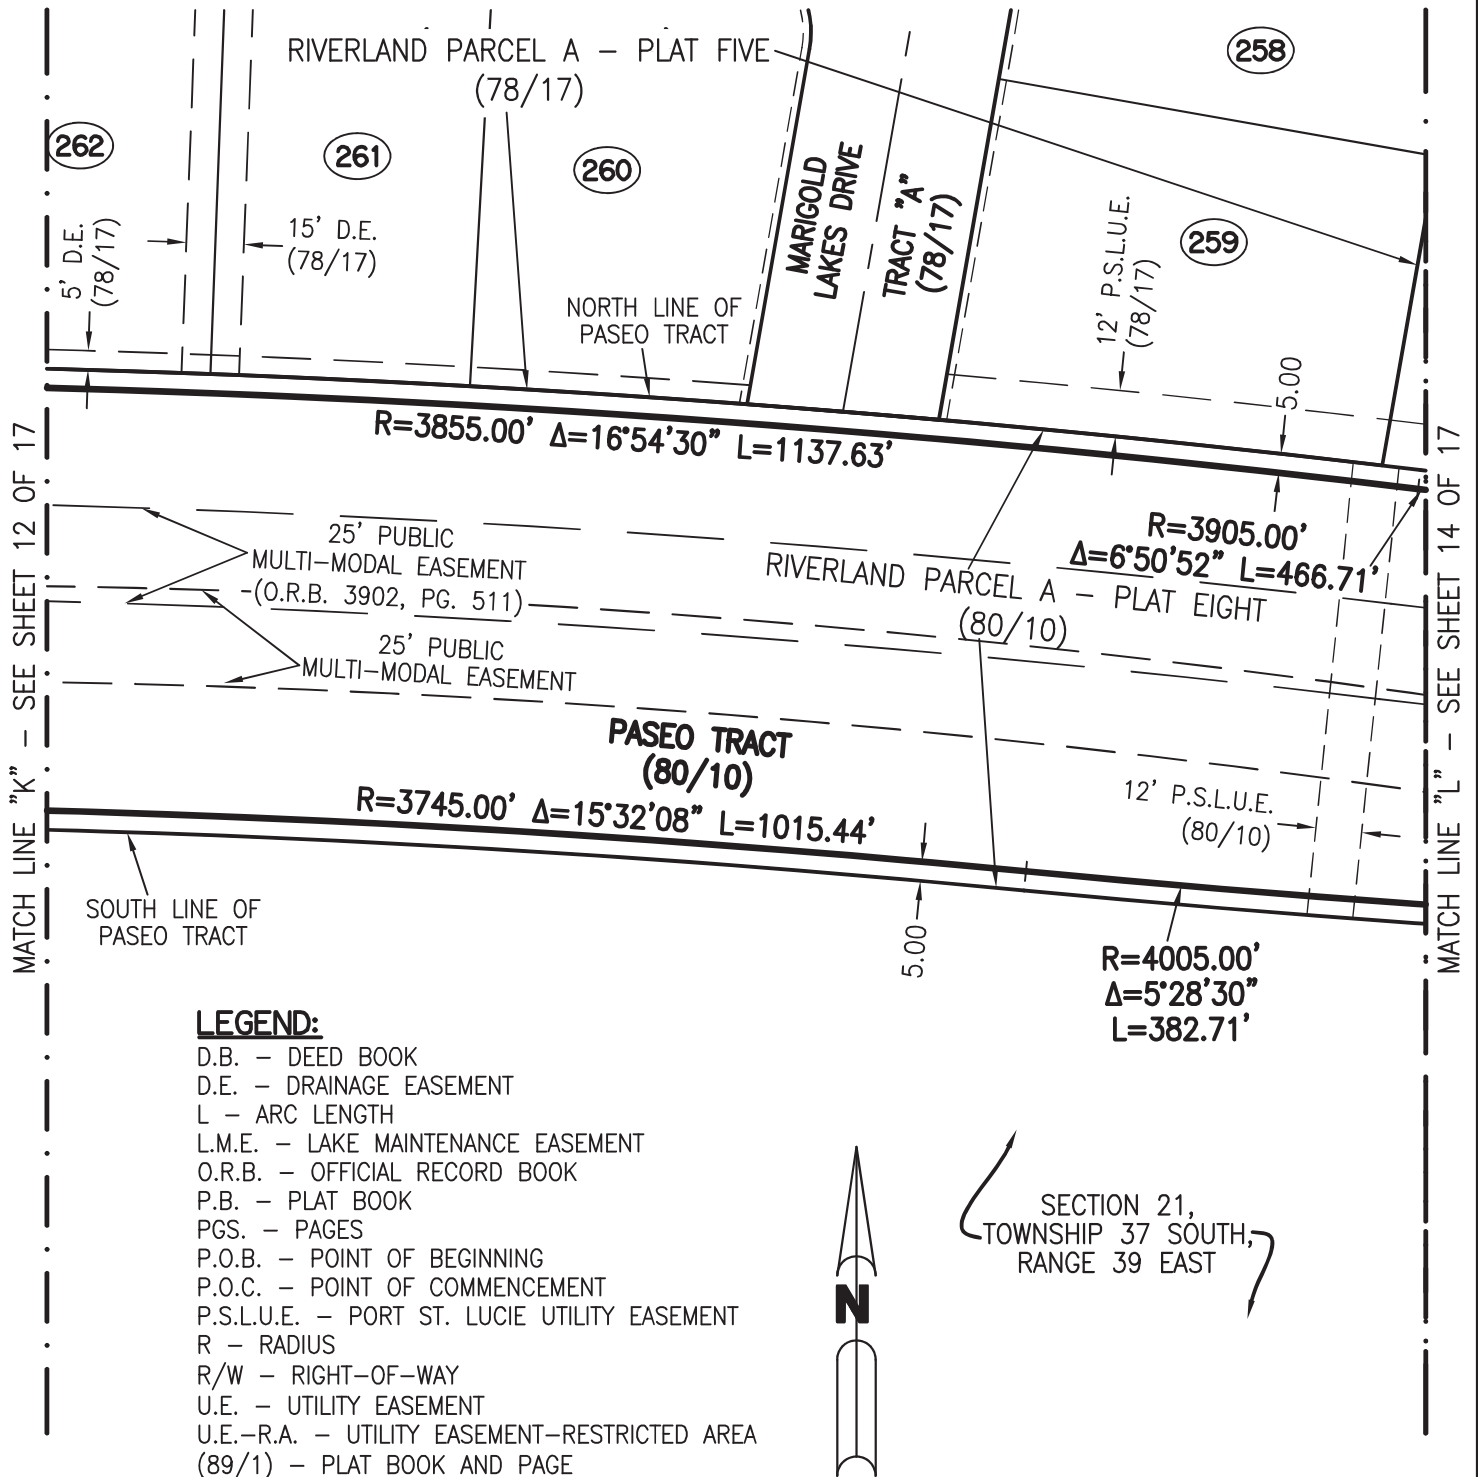 RIVERLAND PARCEL A – PLAT FIVE
(78/17)
258
262
261
260
259
MARIGOLD
LAKES DRIVE
TRACT "A"
(78/17)
5' D.E.
(78/17)
15' D.E.
(78/17)
12' P.S.L.U.E.
(78/17)
NORTH LINE OF
PASEO TRACT
5.00
R=3855.00' Δ=16°54'30" L=1137.63'
MATCH LINE "K" – SEE SHEET 12 OF 17
MATCH LINE "L" – SEE SHEET 14 OF 17
25' PUBLIC
MULTI–MODAL EASEMENT
(O.R.B. 3902, PG. 511)
R=3905.00'
Δ=6°50'52" L=466.71'
RIVERLAND PARCEL A – PLAT EIGHT
(80/10)
25' PUBLIC
MULTI–MODAL EASEMENT
PASEO TRACT
(80/10)
R=3745.00' Δ=15°32'08" L=1015.44'
12' P.S.L.U.E.
(80/10)
SOUTH LINE OF
PASEO TRACT
5.00
R=4005.00'
Δ=5°28'30"
L=382.71'
LEGEND:
D.B. – DEED BOOK
D.E. – DRAINAGE EASEMENT
L – ARC LENGTH
L.M.E. – LAKE MAINTENANCE EASEMENT
O.R.B. – OFFICIAL RECORD BOOK
P.B. – PLAT BOOK
PGS. – PAGES
P.O.B. – POINT OF BEGINNING
P.O.C. – POINT OF COMMENCEMENT
P.S.L.U.E. – PORT ST. LUCIE UTILITY EASEMENT
R – RADIUS
R/W – RIGHT–OF–WAY
U.E. – UTILITY EASEMENT
U.E.–R.A. – UTILITY EASEMENT–RESTRICTED AREA
(89/1) – PLAT BOOK AND PAGE
N
SECTION 21,
TOWNSHIP 37 SOUTH,
RANGE 39 EAST